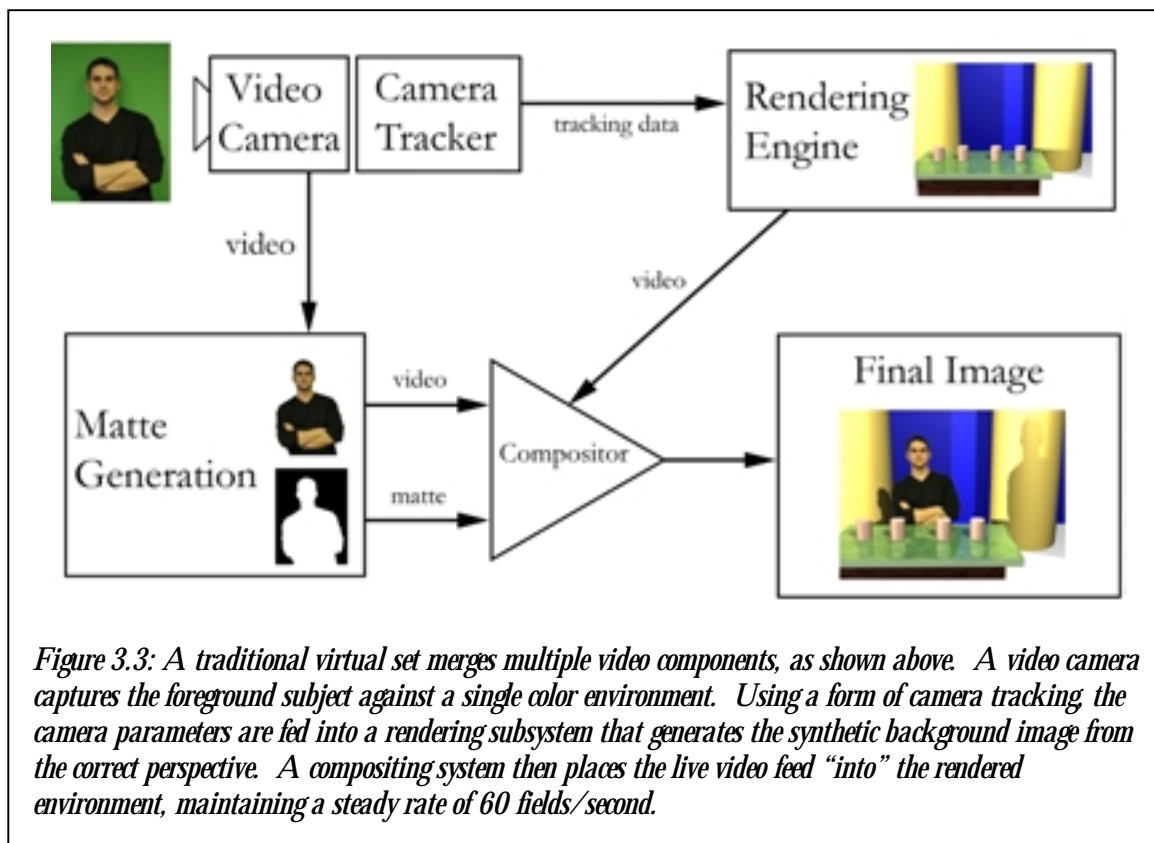 Video
Camera
Camera
Tracker
tracking data
Rendering
Engine
video
video
Matte
Generation
video
matte
Compositor
Final Image
Figure 3.3: A traditional virtual set merges multiple video components, as shown above. A video camera
captures the foreground subject against a single color environment. Using a form of camera tracking, the
camera parameters are fed into a rendering subsystem that generates the synthetic background image from
the correct perspective. A compositing system then places the live video feed “into” the rendered
environment, maintaining a steady rate of 60 fields/second.